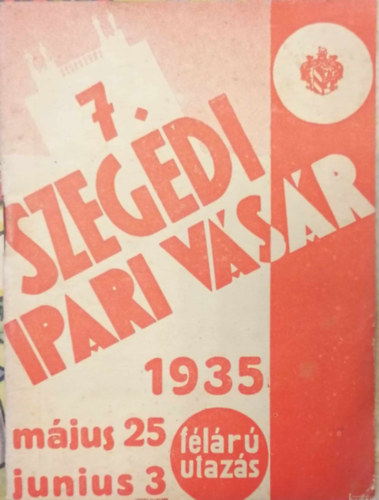 7.
SZEGEDI
IPARI VÁSÁR
1935
május 25
junius 3
félárú
utazás